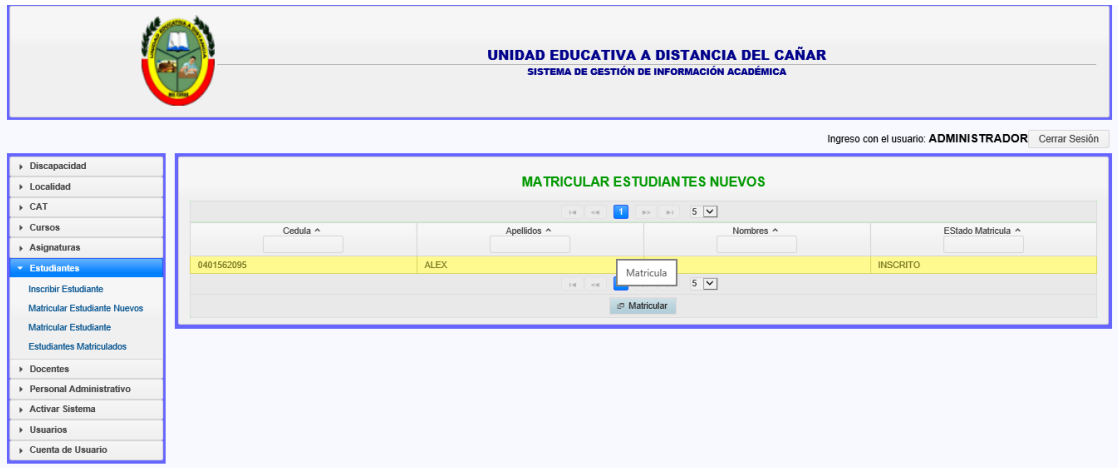 UNIDAD EDUCATIVA A DISTANCIA DEL CAÑAR
SISTEMA DE GESTIÓN DE INFORMACIÓN ACADÉMICA
Ingreso con el usuario: ADMINISTRADOR Cerrar Sesión
Discapacidad
Localidad
CAT
Cursos
Asignaturas
Estudiantes
Inscribir Estudiante
Matricular Estudiante Nuevos
Matricular Estudiante
Estudiantes Matriculados
Docentes
Personal Administrativo
Activar Sistema
Usuarios
Cuenta de Usuario
MATRICULAR ESTUDIANTES NUEVOS
1 5
Cedula Apellidos Nombres EStado Matricula
0401562095 ALEX INSCRITO
Matricula
5
Matricular